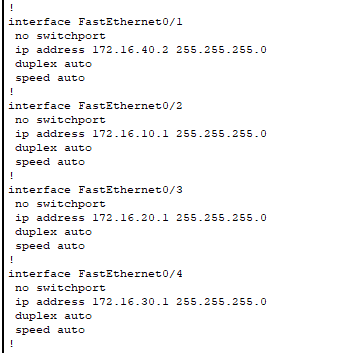 !
interface FastEthernet0/1
 no switchport
 ip address 172.16.40.2 255.255.255.0
 duplex auto
 speed auto
!
interface FastEthernet0/2
 no switchport
 ip address 172.16.10.1 255.255.255.0
 duplex auto
 speed auto
!
interface FastEthernet0/3
 no switchport
 ip address 172.16.20.1 255.255.255.0
 duplex auto
 speed auto
!
interface FastEthernet0/4
 no switchport
 ip address 172.16.30.1 255.255.255.0
 duplex auto
 speed auto
!